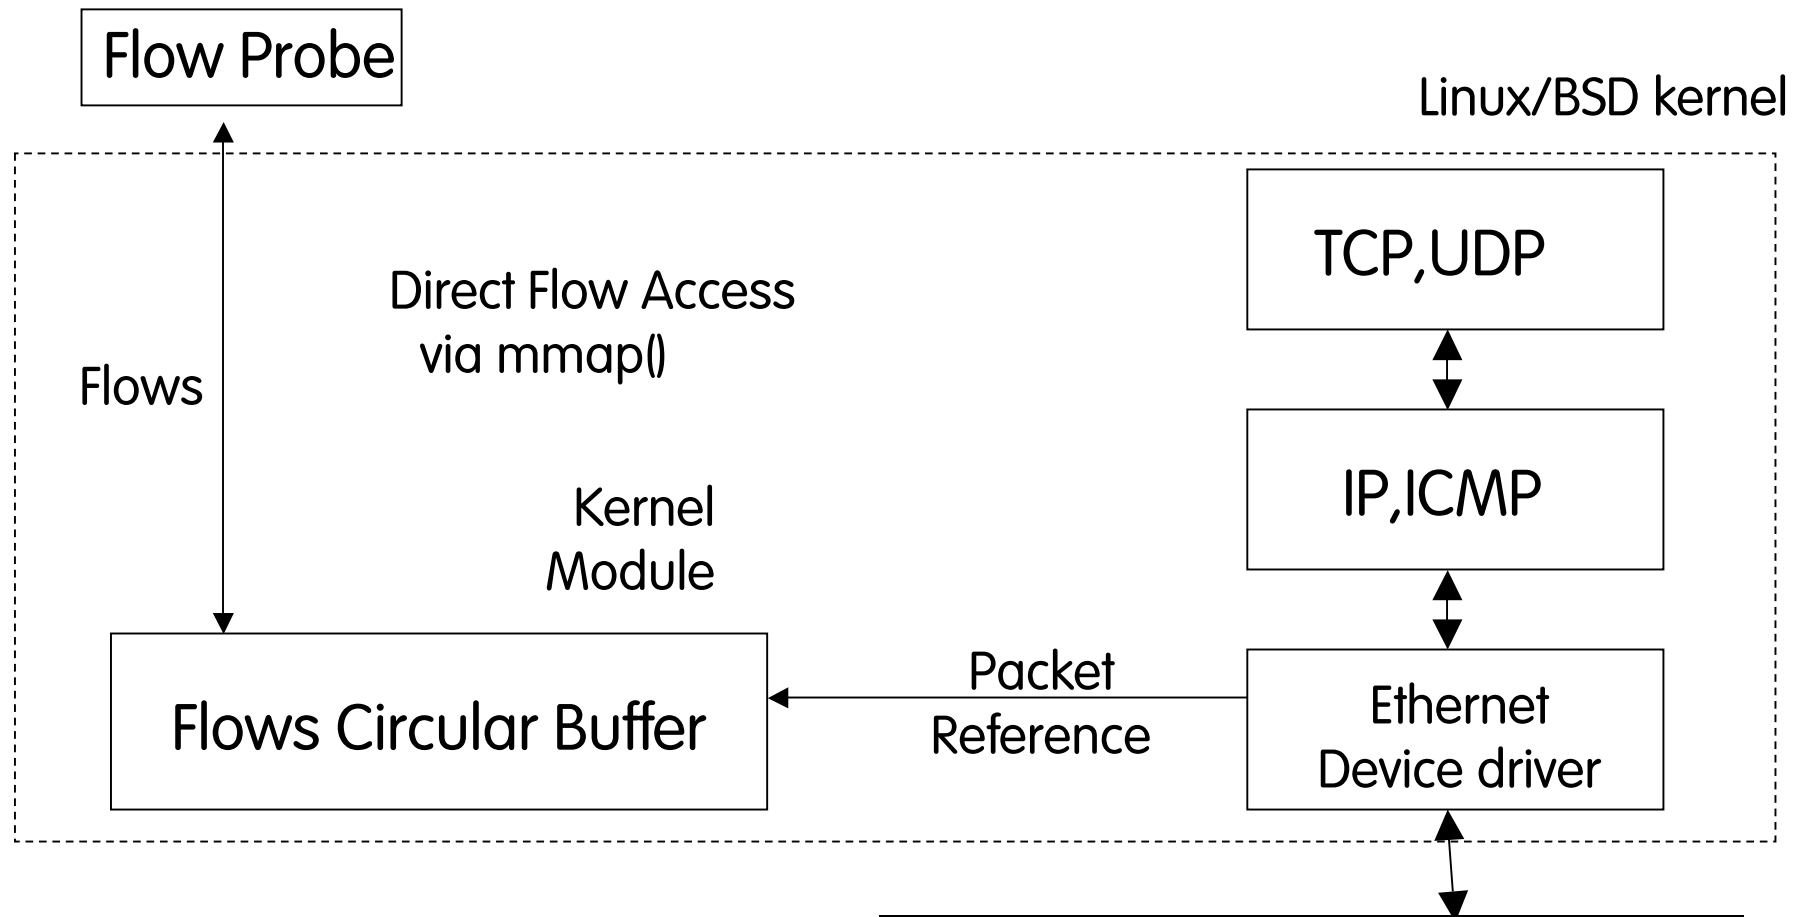 Flow Probe
Linux/BSD kernel
TCP,UDP
Direct Flow Access
via mmap()
Flows
IP,ICMP
Kernel
Module
Packet
Reference
Flows Circular Buffer
Ethernet
Device driver